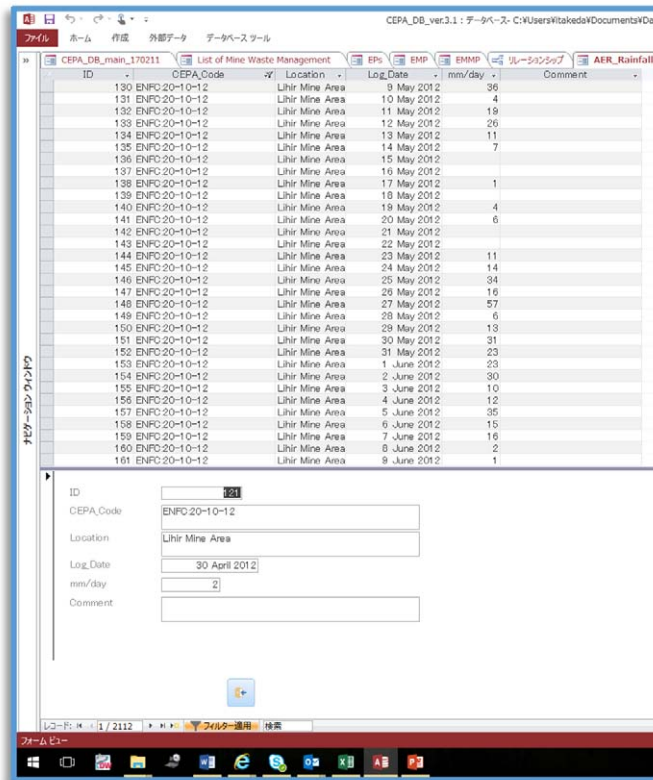 CEPA_DB_ver.3.1 : データベース- C:¥Users¥itakeda¥Documents¥Da
ファイル ホーム 作成 外部データ データベース ツール
CEPA_DB_main_170211 List of Mine Waste Management EPs EMP EMMP リレーションシップ AER_Rainfall
ID CEPA_Code Location Log_Date mm/day Comment
130 ENFC:20-10-12 Lihir Mine Area 9 May 2012 36
131 ENFC:20-10-12 Lihir Mine Area 10 May 2012 4
132 ENFC:20-10-12 Lihir Mine Area 11 May 2012 19
133 ENFC:20-10-12 Lihir Mine Area 12 May 2012 26
134 ENFC:20-10-12 Lihir Mine Area 13 May 2012 11
135 ENFC:20-10-12 Lihir Mine Area 14 May 2012 7
136 ENFC:20-10-12 Lihir Mine Area 15 May 2012
137 ENFC:20-10-12 Lihir Mine Area 16 May 2012
138 ENFC:20-10-12 Lihir Mine Area 17 May 2012 1
139 ENFC:20-10-12 Lihir Mine Area 18 May 2012
140 ENFC:20-10-12 Lihir Mine Area 19 May 2012 4
141 ENFC:20-10-12 Lihir Mine Area 20 May 2012 6
142 ENFC:20-10-12 Lihir Mine Area 21 May 2012
143 ENFC:20-10-12 Lihir Mine Area 22 May 2012
144 ENFC:20-10-12 Lihir Mine Area 23 May 2012 11
145 ENFC:20-10-12 Lihir Mine Area 24 May 2012 14
146 ENFC:20-10-12 Lihir Mine Area 25 May 2012 34
147 ENFC:20-10-12 Lihir Mine Area 26 May 2012 16
148 ENFC:20-10-12 Lihir Mine Area 27 May 2012 57
149 ENFC:20-10-12 Lihir Mine Area 28 May 2012 6
150 ENFC:20-10-12 Lihir Mine Area 29 May 2012 13
151 ENFC:20-10-12 Lihir Mine Area 30 May 2012 31
152 ENFC:20-10-12 Lihir Mine Area 31 May 2012 23
153 ENFC:20-10-12 Lihir Mine Area 1 June 2012 23
154 ENFC:20-10-12 Lihir Mine Area 2 June 2012 30
155 ENFC:20-10-12 Lihir Mine Area 3 June 2012 10
156 ENFC:20-10-12 Lihir Mine Area 4 June 2012 12
157 ENFC:20-10-12 Lihir Mine Area 5 June 2012 35
158 ENFC:20-10-12 Lihir Mine Area 6 June 2012 15
159 ENFC:20-10-12 Lihir Mine Area 7 June 2012 16
160 ENFC:20-10-12 Lihir Mine Area 8 June 2012 2
161 ENFC:20-10-12 Lihir Mine Area 9 June 2012 1
ナビゲーション ウィンドウ
ID 121
CEPA_Code ENFC:20-10-12
Location Lihir Mine Area
Log_Date 30 April 2012
mm/day 2
Comment
レコード: 1 / 2112 フィルター適用 検索
フォーム ビュー